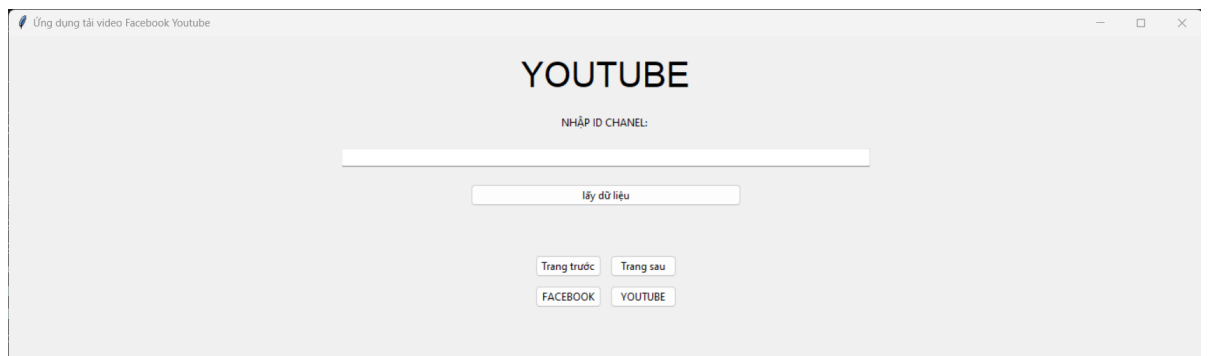 Ứng dụng tải video Facebook Youtube
YOUTUBE
NHẬP ID CHANEL:
lấy dữ liệu
Trang trước Trang sau
FACEBOOK YOUTUBE